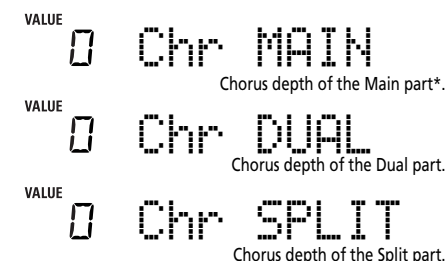 VALUE
0 Chr MAIN
Chorus depth of the Main part*.
VALUE
0 Chr DUAL
Chorus depth of the Dual part.
VALUE
0 Chr SPLIT
Chorus depth of the Split part.